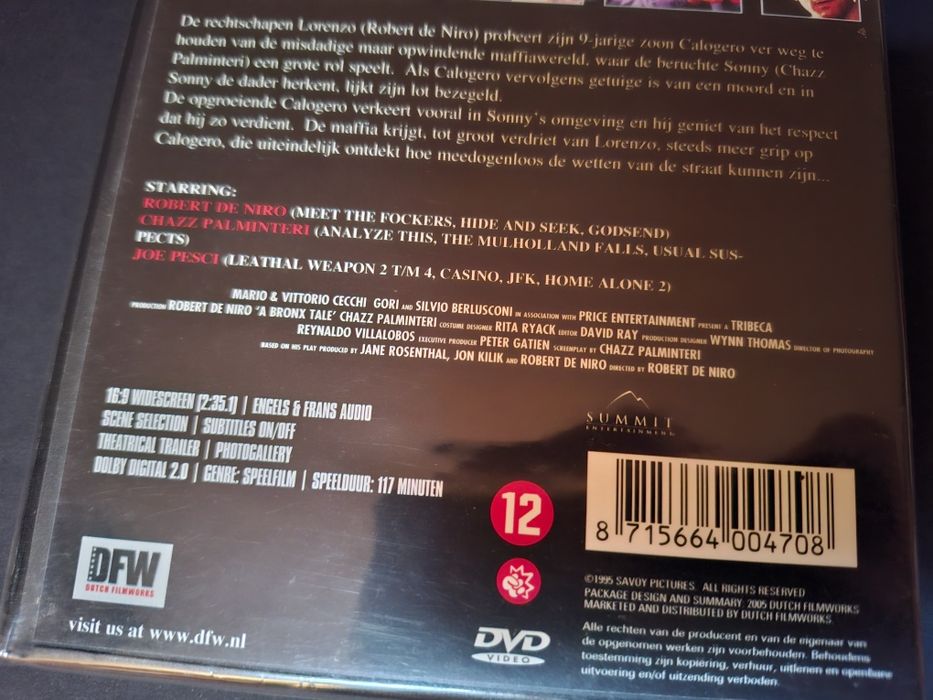 De rechtschapen Lorenzo (Robert de Niro) probeert zijn 9-jarige zoon Calogero ver weg te
houden van de misdadige maar opwindende maffiawereld, waar de beruchte Sonny (Chazz
Palminteri) een grote rol speelt. Als Calogero vervolgens getuige is van een moord en in
Sonny de dader herkent, lijkt zijn lot bezegeld.
De opgroeiende Calogero verkeert vooral in Sonny's omgeving en hij geniet van het respect
dat hij zo verdient. De maffia krijgt, tot groot verdriet van Lorenzo, steeds meer grip op
Calogero, die uiteindelijk ontdekt hoe meedogenloos de wetten van de straat kunnen zijn...
STARRING:
ROBERT DE NIRO (MEET THE FOCKERS, HIDE AND SEEK, GODSEND)
CHAZZ PALMINTERI (ANALYZE THIS, THE MULHOLLAND FALLS, USUAL SUS-
PECTS)
JOE PESCI (LEATHAL WEAPON 2 T/M 4, CASINO, JFK, HOME ALONE 2)
MARIO & VITTORIO CECCHI GORI AND SILVIO BERLUSCONI IN ASSOCIATION WITH PRICE ENTERTAINMENT PRESENT A TRIBECA
PRODUCTION ROBERT DE NIRO 'A BRONX TALE' CHAZZ PALMINTERI COSTUME DESIGNER RITA RYACK EDITOR DAVID RAY PRODUCTION DESIGNER WYNN THOMAS DIRECTOR OF PHOTOGRAPHY
REYNALDO VILLALOBOS EXECUTIVE PRODUCER PETER GATIEN SCREENPLAY BY CHAZZ PALMINTERI
BASED ON HIS PLAY PRODUCED BY JANE ROSENTHAL, JON KILIK AND ROBERT DE NIRO DIRECTED BY ROBERT DE NIRO
16:9 WIDESCREEN [2:35.1] | ENGELS & FRANS AUDIO
SCENE SELECTION | SUBTITLES ON/OFF
THEATRICAL TRAILER | PHOTOGALLERY
DOLBY DIGITAL 2.0 | GENRE: SPEELFILM | SPEELDUUR: 117 MINUTEN
SUMMIT
ENTERTAINMENT
12
8 715664 004708
DFW
DUTCH FILMWORKS
visit us at www.dfw.nl
DVD
VIDEO
©1995 SAVOY PICTURES. ALL RIGHTS RESERVED
PACKAGE DESIGN AND SUMMARY 2005 DUTCH FILMWORKS
MARKETED AND DISTRIBUTED BY DUTCH FILMWORKS
Alle rechten van de producent en van de eigenaar van
de opgenomen werken zijn voorbehouden. Behoudens
toestemming zijn kopiëring, verhuur, uitlenen en openbare
uitvoering en/of uitzending verboden.